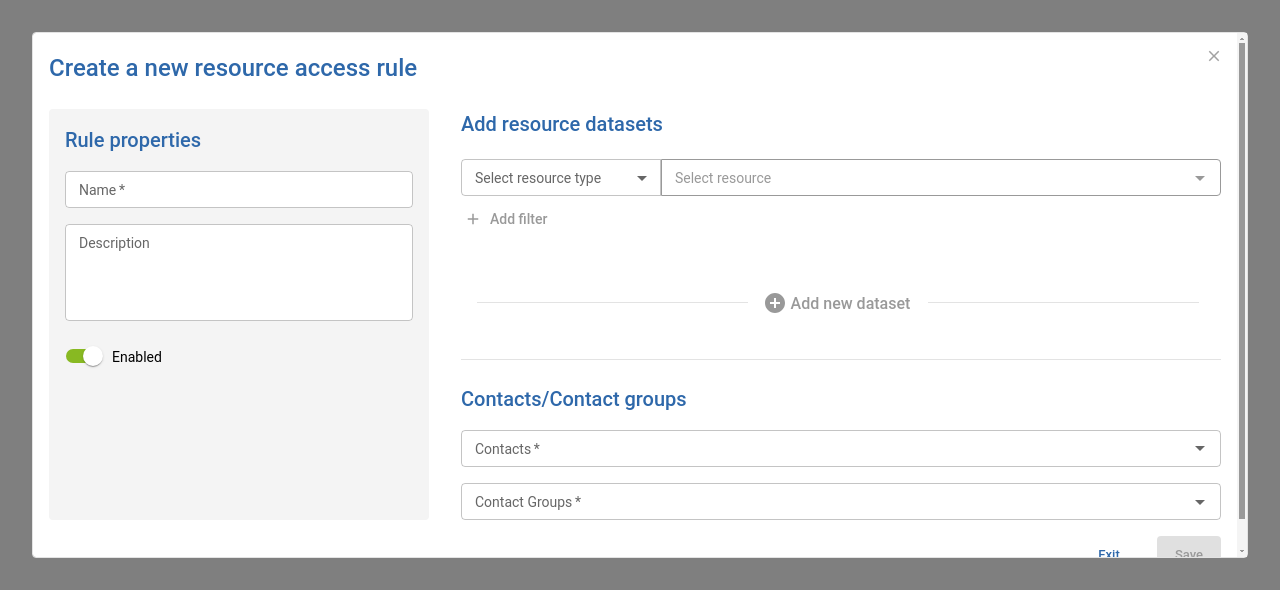 Create a new resource access rule
Rule properties
Name *
Description
Enabled
Add resource datasets
Select resource type
Select resource
Add filter
Add new dataset
Contacts/Contact groups
Contacts *
Contact Groups *
Exit
Save